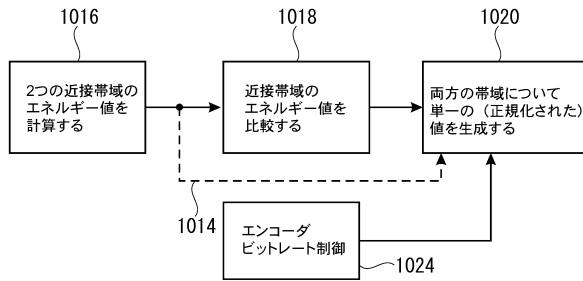 1016
1018
1020
2つの近接帯域の
エネルギー値を
計算する
近接帯域の
エネルギー値を
比較する
両方の帯域について
単一の（正規化された）
値を生成する
1014
エンコーダ
ビットレート制御
1024